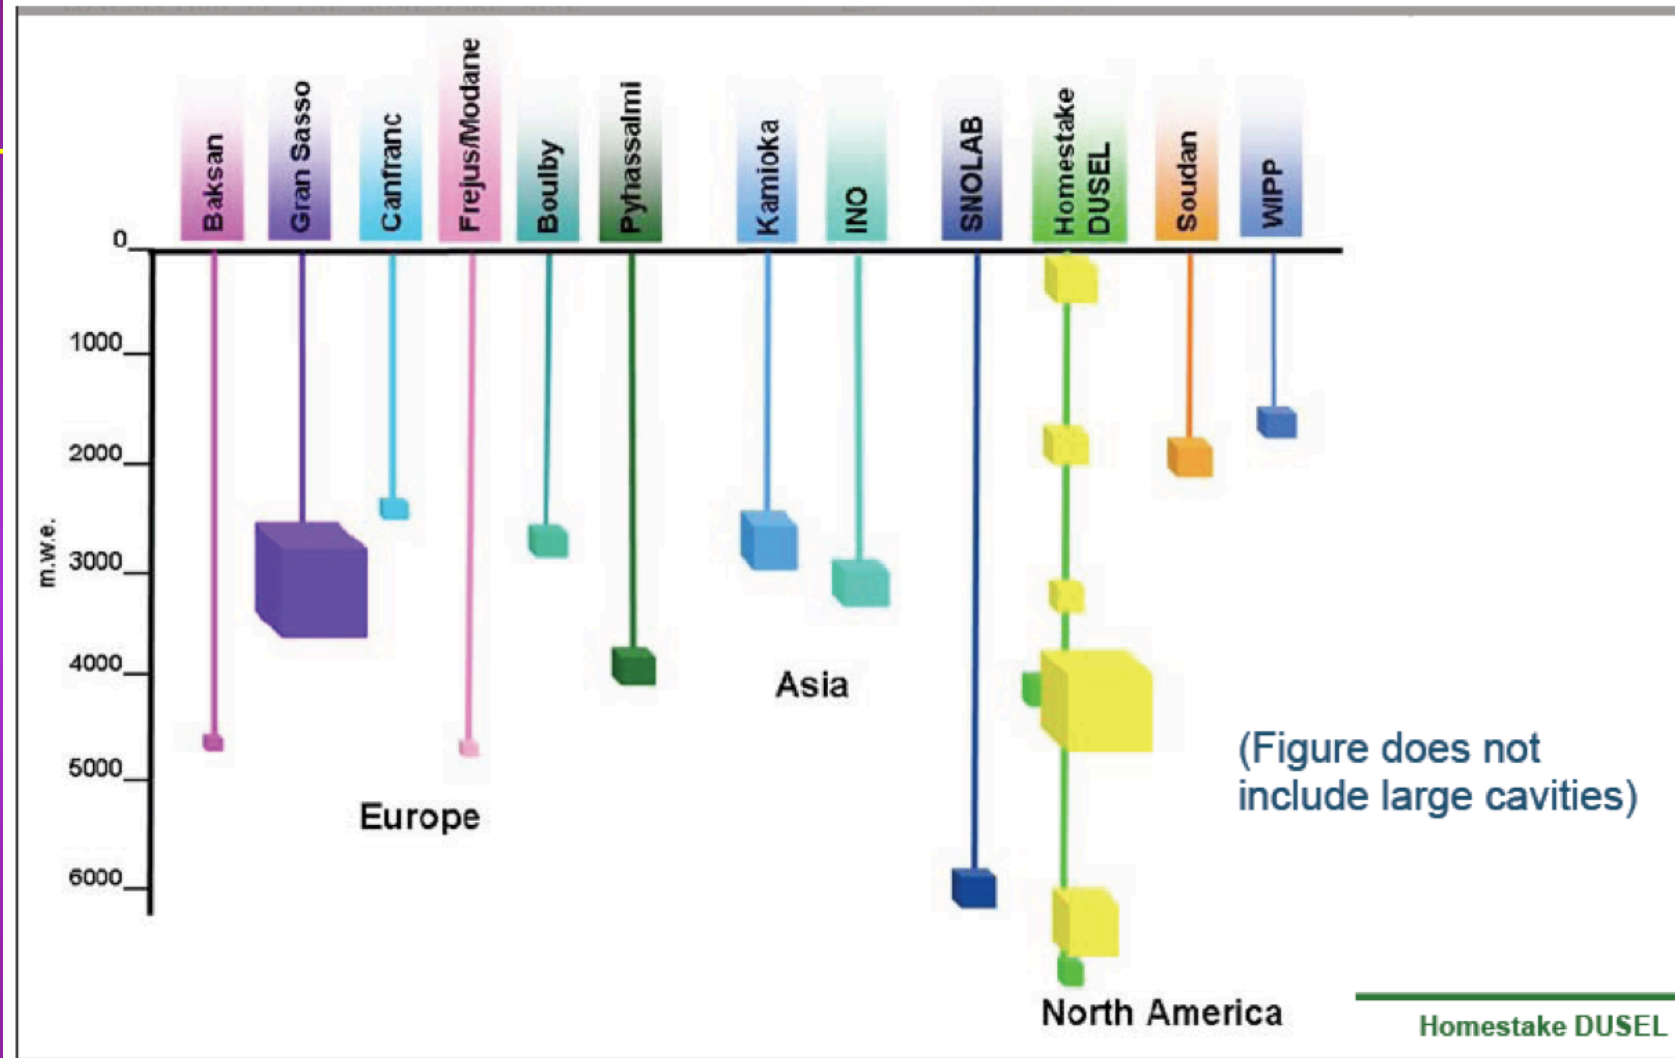 Baksan
Gran Sasso
Canfranc
Frejus/Modane
Boulby
Pyhassalmi
Kamioka
INO
SNOLAB
Homestake
DUSEL
Soudan
WIPP
0
1000
2000
3000
4000
5000
6000
m.w.e.
Europe
Asia
North America
(Figure does not
include large cavities)
Homestake DUSEL